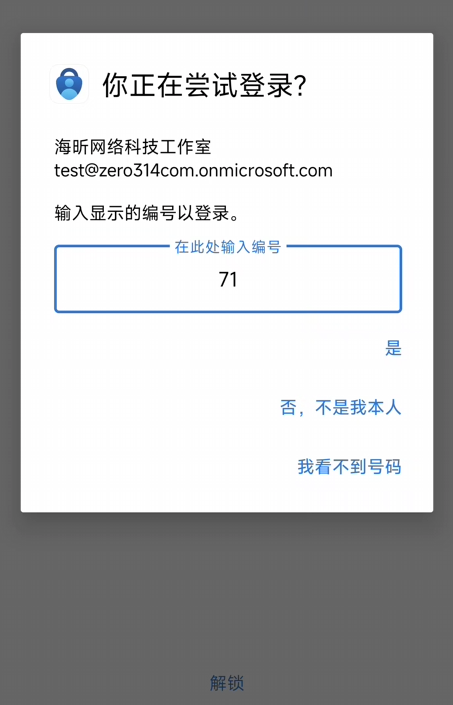 你正在尝试登录？
海昕网络科技工作室
test@zero314com.onmicrosoft.com
输入显示的编号以登录。
在此处输入编号
71
是
否，不是我本人
我看不到号码
解锁